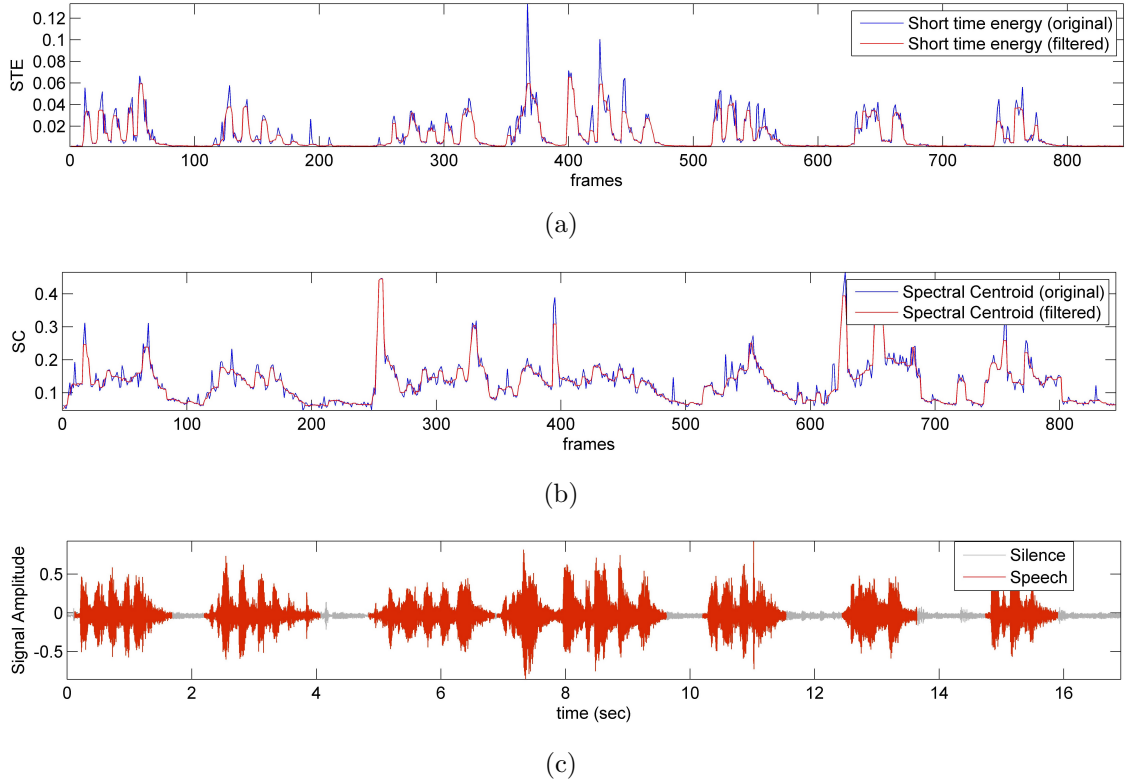 0.12
0.1
0.08
0.06
0.04
0.02
STE
Short time energy (original)
Short time energy (filtered)
0 100 200 300 400 500 600 700 800
frames
(a)
0.4
0.3
0.2
0.1
SC
Spectral Centroid (original)
Spectral Centroid (filtered)
0 100 200 300 400 500 600 700 800
frames
(b)
0.5
0
-0.5
Signal Amplitude
Silence
Speech
0 2 4 6 8 10 12 14 16
time (sec)
(c)